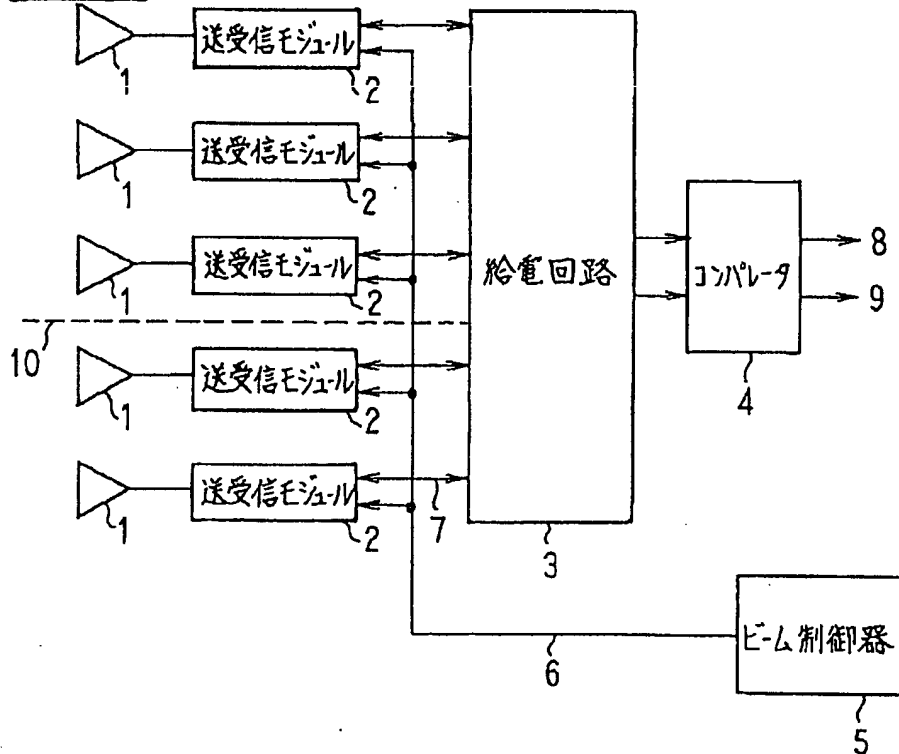 送受信モジュール
1
2
送受信モジュール
1
2
送受信モジュール
1
2
給電回路
3
コンパレータ
4
8
9
10
送受信モジュール
1
2
送受信モジュール
1
2
7
6
ビーム制御器
5